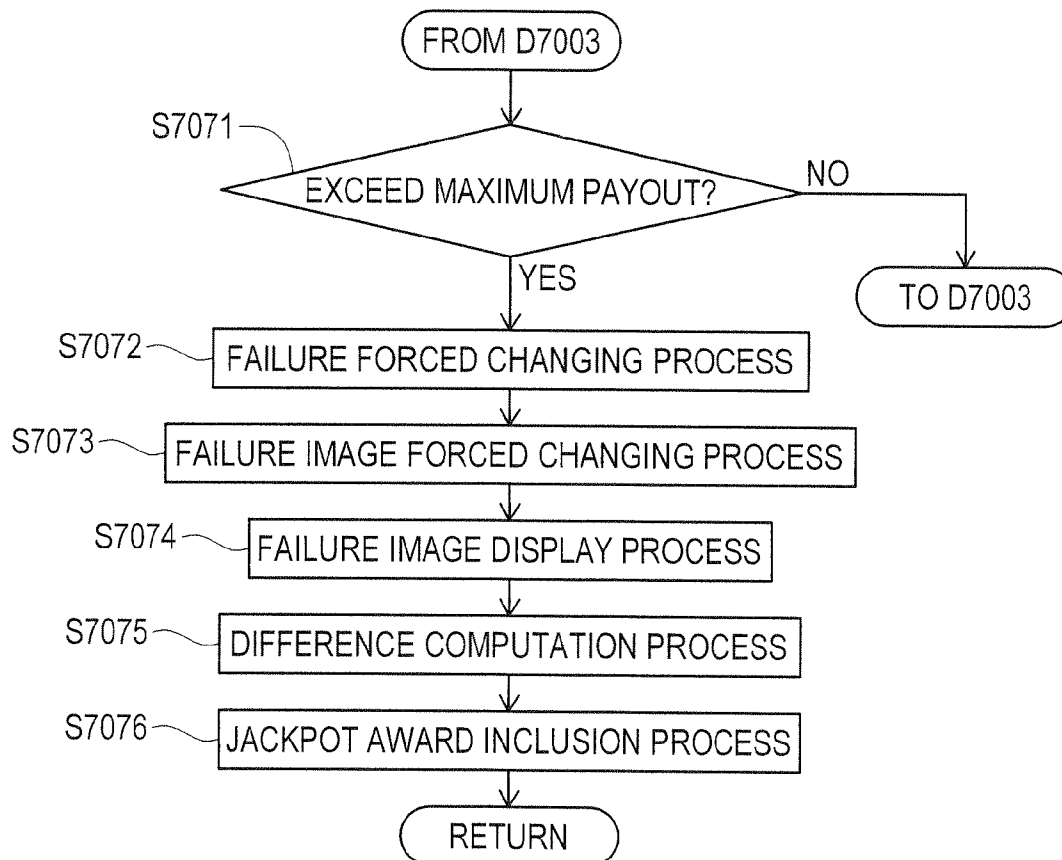 FROM D7003
S7071
EXCEED MAXIMUM PAYOUT?
NO
YES
TO D7003
S7072
FAILURE FORCED CHANGING PROCESS
S7073
FAILURE IMAGE FORCED CHANGING PROCESS
S7074
FAILURE IMAGE DISPLAY PROCESS
S7075
DIFFERENCE COMPUTATION PROCESS
S7076
JACKPOT AWARD INCLUSION PROCESS
RETURN